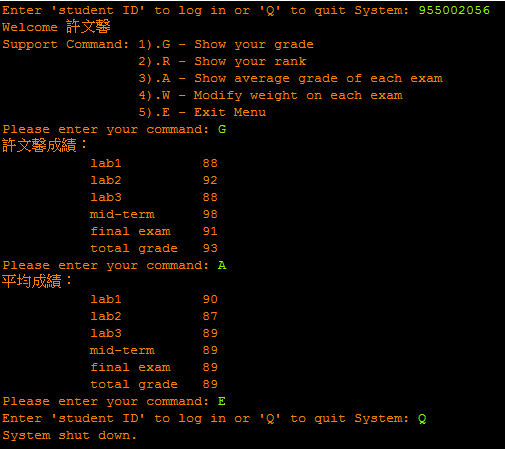 Enter 'student ID' to log in or 'Q' to quit System: 955002056
Welcome 許文馨
Support Command: 1).G – Show your grade
2).R – Show your rank
3).A – Show average grade of each exam
4).W – Modify weight on each exam
5).E – Exit Menu
Please enter your command: G
許文馨成績：
lab1 88
lab2 92
lab3 88
mid-term 98
final exam 91
total grade 93
Please enter your command: A
平均成績：
lab1 90
lab2 87
lab3 89
mid-term 89
final exam 89
total grade 89
Please enter your command: E
Enter 'student ID' to log in or 'Q' to quit System: Q
System shut down.